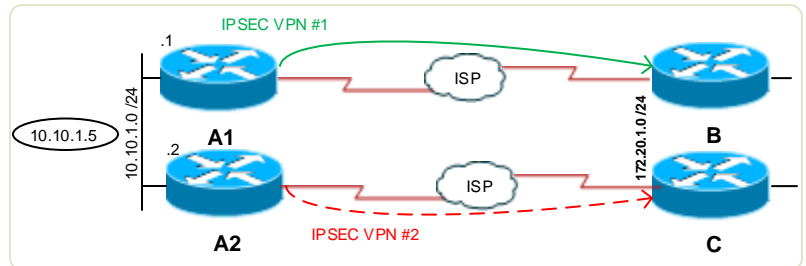 IPSEC VPN #1
.1
ISP
A1
B
10.10.1.5
10.10.1.0 /24
172.20.1.0 /24
.2
ISP
A2
IPSEC VPN #2
C